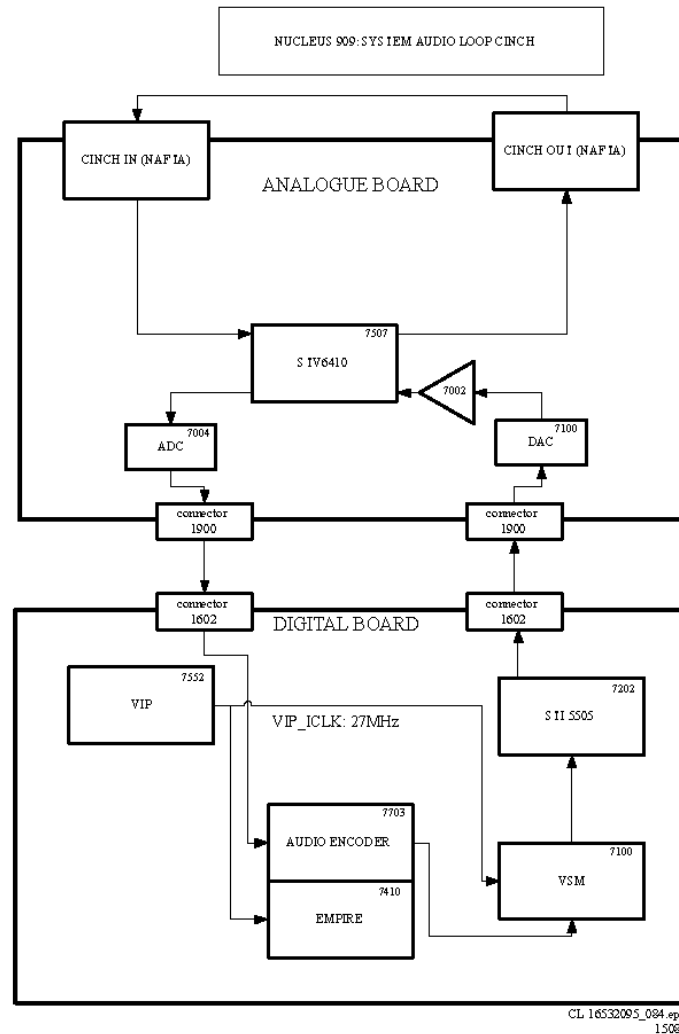 NUCLEUS 909: SYSTEM AUDIO LOOP CINCH
CINCH IN (NAFTA)
CINCH OUT (NAFTA)
ANALOGUE BOARD
7507
STV6410
7002
7004
ADC
7100
DAC
connector
1900
connector
1900
connector
1602
connector
1602
DIGITAL BOARD
7552
VIP
VIP_ICLK: 27MHz
7202
STI 5505
7703
AUDIO ENCODER
7410
EMPIRE
7100
VSM
CL 16532095_084.ep
1508